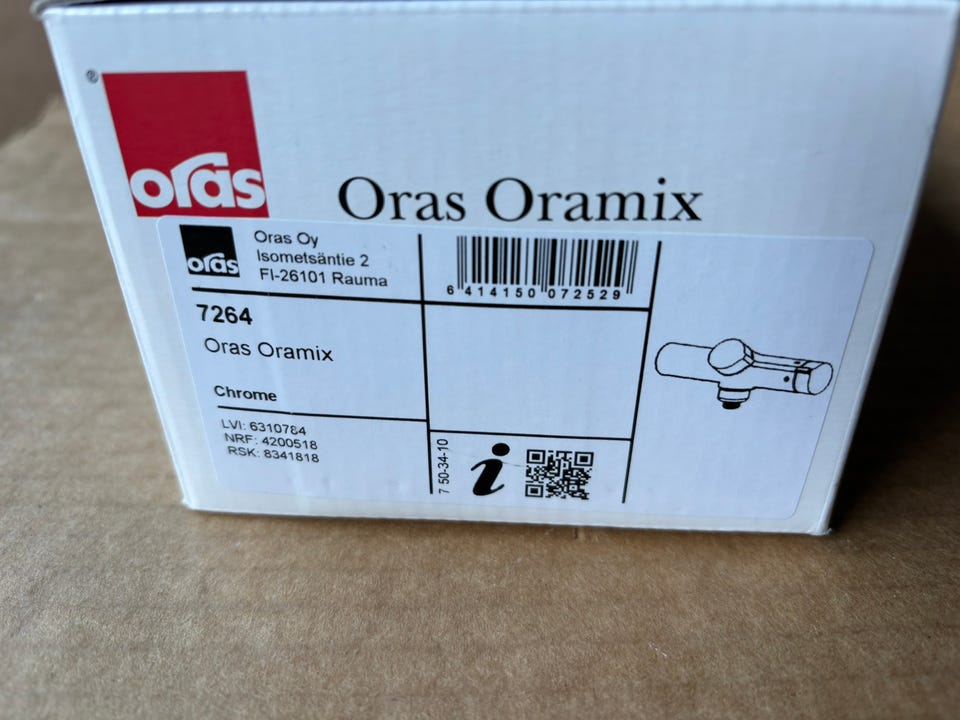 ®
oras
Oras Oramix
oras
Oras Oy
Isometsäntie 2
FI-26101 Rauma
6 414150 072529
7264
Oras Oramix
Chrome
LVI: 6310784
NRF: 4200518
RSK: 8341818
7 50-34-10
i